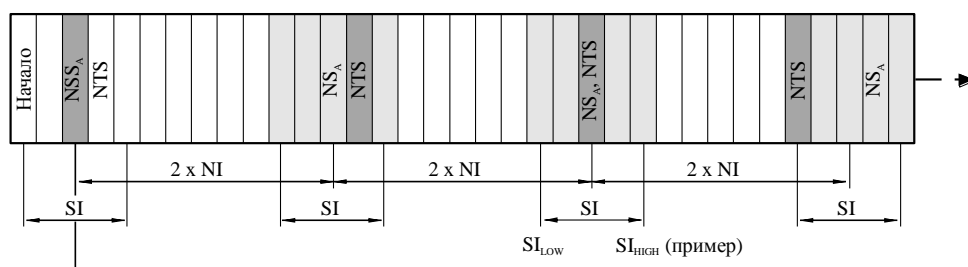 Начало
NSS_A
NTS
NS_A
NTS
NS_A, NTS
NTS
NS_A
2 x NI
2 x NI
2 x NI
SI
SI
SI
SI
SI_LOW
SI_HIGH (пример)